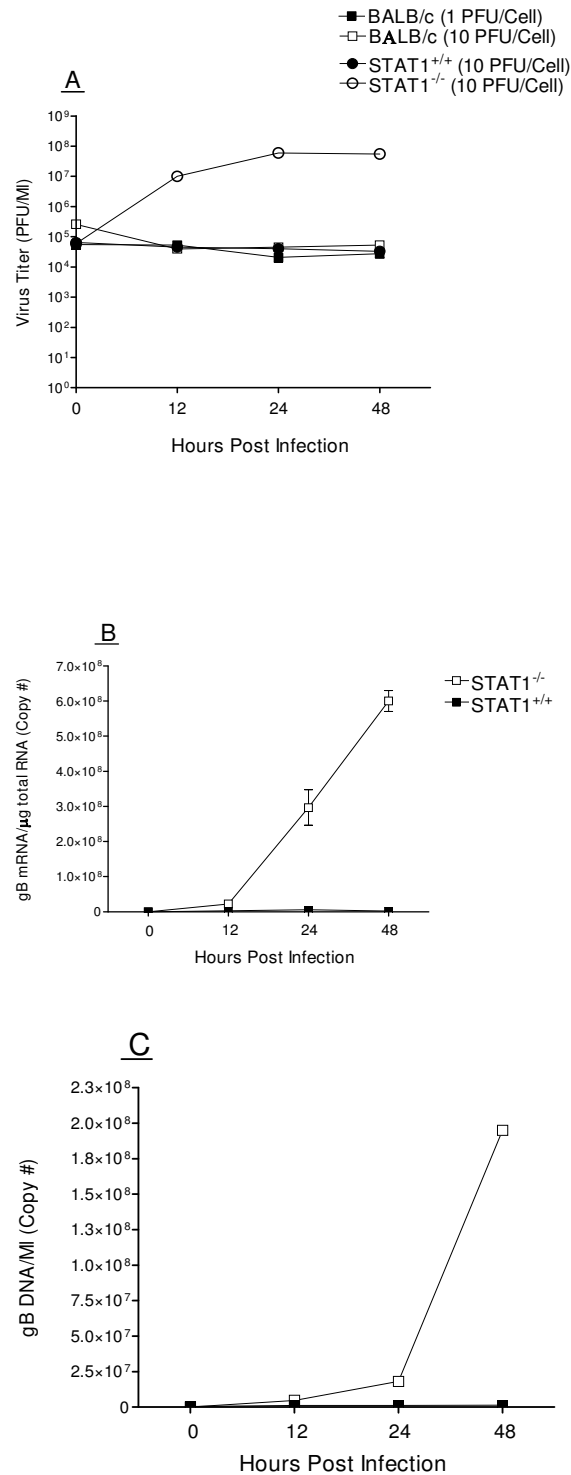 BALB/c (1 PFU/Cell)
BALB/c (10 PFU/Cell)
STAT1+/+ (10 PFU/Cell)
STAT1-/- (10 PFU/Cell)
A
Virus Titer (PFU/Ml)
10⁹
10⁸
10⁷
10⁶
10⁵
10⁴
10³
10²
10¹
10⁰
0 12 24 48
Hours Post Infection
B
STAT1-/-
STAT1+/+
gB mRNA/µg total RNA (Copy #)
7.0×10⁸
6.0×10⁸
5.0×10⁸
4.0×10⁸
3.0×10⁸
2.0×10⁸
1.0×10⁸
0
0 12 24 48
Hours Post Infection
C
gB DNA/Ml (Copy #)
2.3×10⁸
2.0×10⁸
1.8×10⁸
1.5×10⁸
1.3×10⁸
1.0×10⁸
7.5×10⁷
5.0×10⁷
2.5×10⁷
0
0 12 24 48
Hours Post Infection